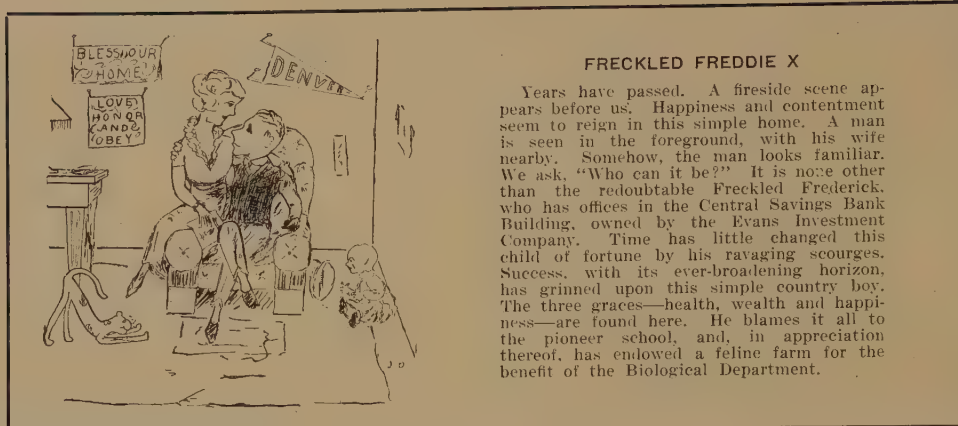 BLESS OUR
HOME
LOVE
HONOR
AND
OBEY
DENVER
FRECKLED FREDDIE X
Years have passed. A fireside scene ap-
pears before us. Happiness and contentment
seem to reign in this simple home. A man
is seen in the foreground, with his wife
nearby. Somehow, the man looks familiar.
We ask, "Who can it be?" It is none other
than the redoubtable Freckled Frederick,
who has offices in the Central Savings Bank
Building, owned by the Evans Investment
Company. Time has little changed this
child of fortune by his ravaging scourges.
Success, with its ever-broadening horizon,
has grinned upon this simple country boy.
The three graces—health, wealth and happi-
ness—are found here. He blames it all to
the pioneer school, and, in appreciation
thereof, has endowed a feline farm for the
benefit of the Biological Department.